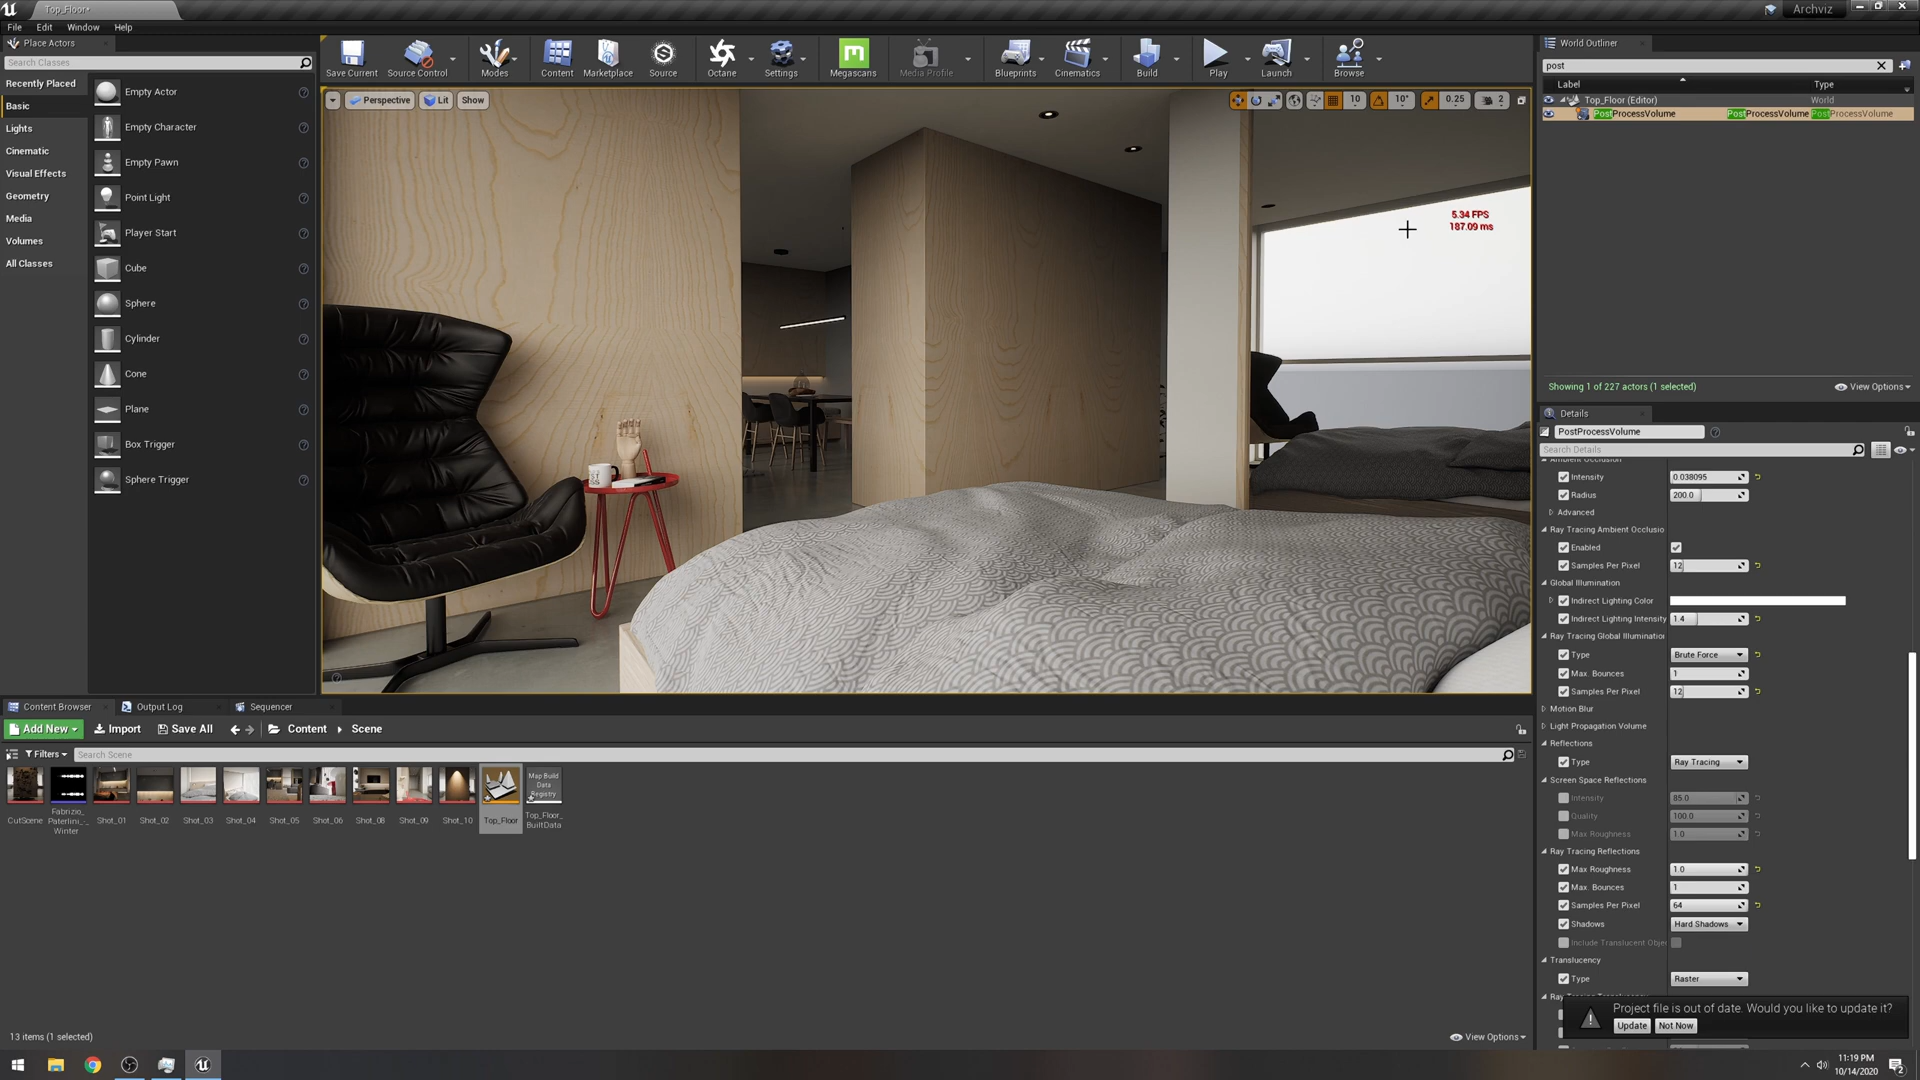 Top_Floor*
Archviz
File Edit Window Help
Place Actors
Search Classes
Recently Placed
Basic
Lights
Cinematic
Visual Effects
Geometry
Media
Volumes
All Classes
Empty Actor
Empty Character
Empty Pawn
Point Light
Player Start
Cube
Sphere
Cylinder
Cone
Plane
Box Trigger
Sphere Trigger
Save Current Source Control Modes Content Marketplace Source Octane Settings Megascans Media Profile Blueprints Cinematics Build Play Launch Browse
Perspective Lit Show
10 10° 0.25 2
5.34 FPS
187.09 ms
World Outliner
post
Label Type
Top_Floor (Editor) World
PostProcessVolume PostProcessVolume PostProcessVolume
Showing 1 of 227 actors (1 selected) View Options
Details
PostProcessVolume
Search Details
Ambient Occlusion
Intensity 0.038095
Radius 200.0
Advanced
Ray Tracing Ambient Occlusio
Enabled
Samples Per Pixel 12
Global Illumination
Indirect Lighting Color
Indirect Lighting Intensity 1.4
Ray Tracing Global Illumination
Type Brute Force
Max. Bounces 1
Samples Per Pixel 12
Motion Blur
Light Propagation Volume
Reflections
Type Ray Tracing
Screen Space Reflections
Intensity 85.0
Quality 100.0
Max Roughness 1.0
Ray Tracing Reflections
Max Roughness 1.0
Max. Bounces 1
Samples Per Pixel 64
Shadows Hard Shadows
Include Translucent Objec
Translucency
Type Raster
Project file is out of date. Would you like to update it?
Update Not Now
Content Browser Output Log Sequencer
Add New Import Save All Content Scene
Filters Search Scene
Map Build
Data
Registry
CutScene
Fabrizio_
Paterlini_-_
Winter
Shot_01 Shot_02 Shot_03 Shot_04 Shot_05 Shot_06 Shot_08 Shot_09 Shot_10 Top_Floor
Top_Floor_
BuiltData
13 items (1 selected) View Options
11:19 PM
10/14/2020
2